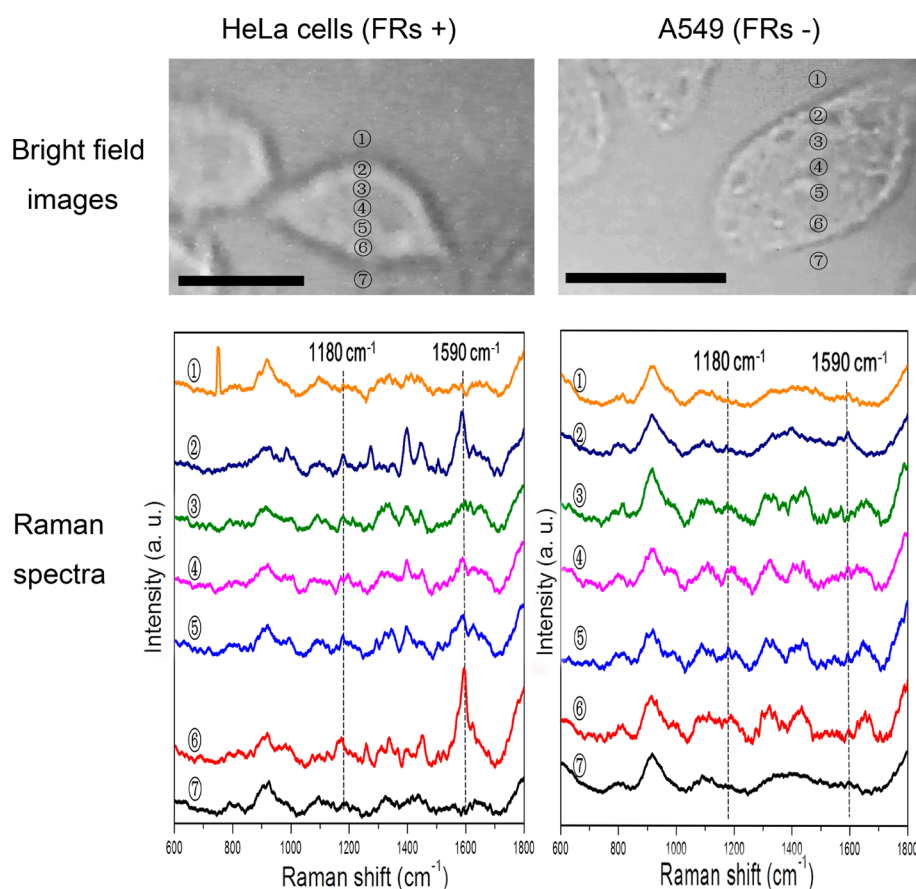 HeLa cells (FRs +)
A549 (FRs -)
Bright field
images
①
②
③
④
⑤
⑥
⑦
①
②
③
④
⑤
⑥
⑦
Raman
spectra
Intensity (a. u.)
1180 cm⁻¹
1590 cm⁻¹
①
②
③
④
⑤
⑥
⑦
600 800 1000 1200 1400 1600 1800
Raman shift (cm⁻¹)
Intensity (a. u.)
1180 cm⁻¹
1590 cm⁻¹
①
②
③
④
⑤
⑥
⑦
600 800 1000 1200 1400 1600 1800
Raman shift (cm⁻¹)